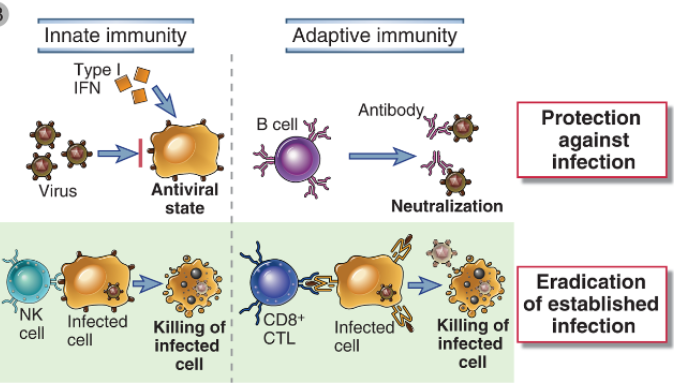 B
Innate immunity
Adaptive immunity
Type I
IFN
Virus
Antiviral
state
B cell
Antibody
Neutralization
Protection
against
infection
NK
cell
Infected
cell
Killing of
infected
cell
CD8⁺
CTL
Infected
cell
Killing of
infected
cell
Eradication
of established
infection